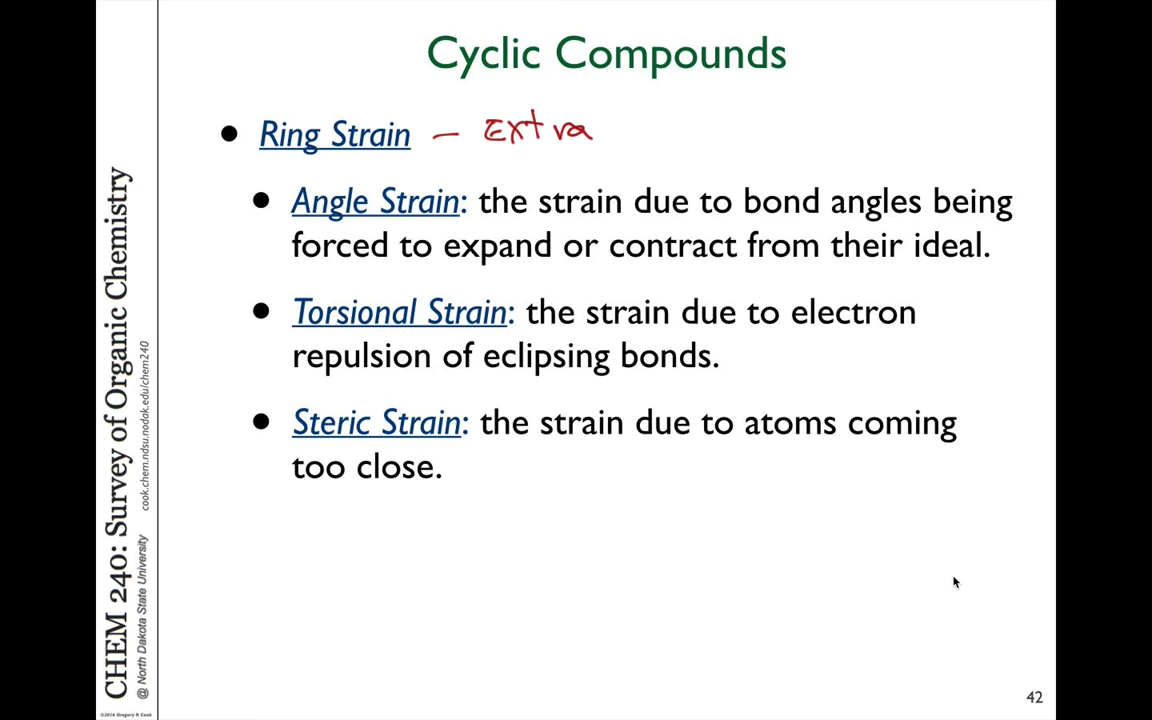 Cyclic Compounds
• Ring Strain – Extra
• Angle Strain: the strain due to bond angles being
forced to expand or contract from their ideal.
• Torsional Strain: the strain due to electron
repulsion of eclipsing bonds.
• Steric Strain: the strain due to atoms coming
too close.
CHEM 240: Survey of Organic Chemistry
@ North Dakota State University
cook.chem.ndsu.nodak.edu/chem240
©2016 Gregory R Cook
42